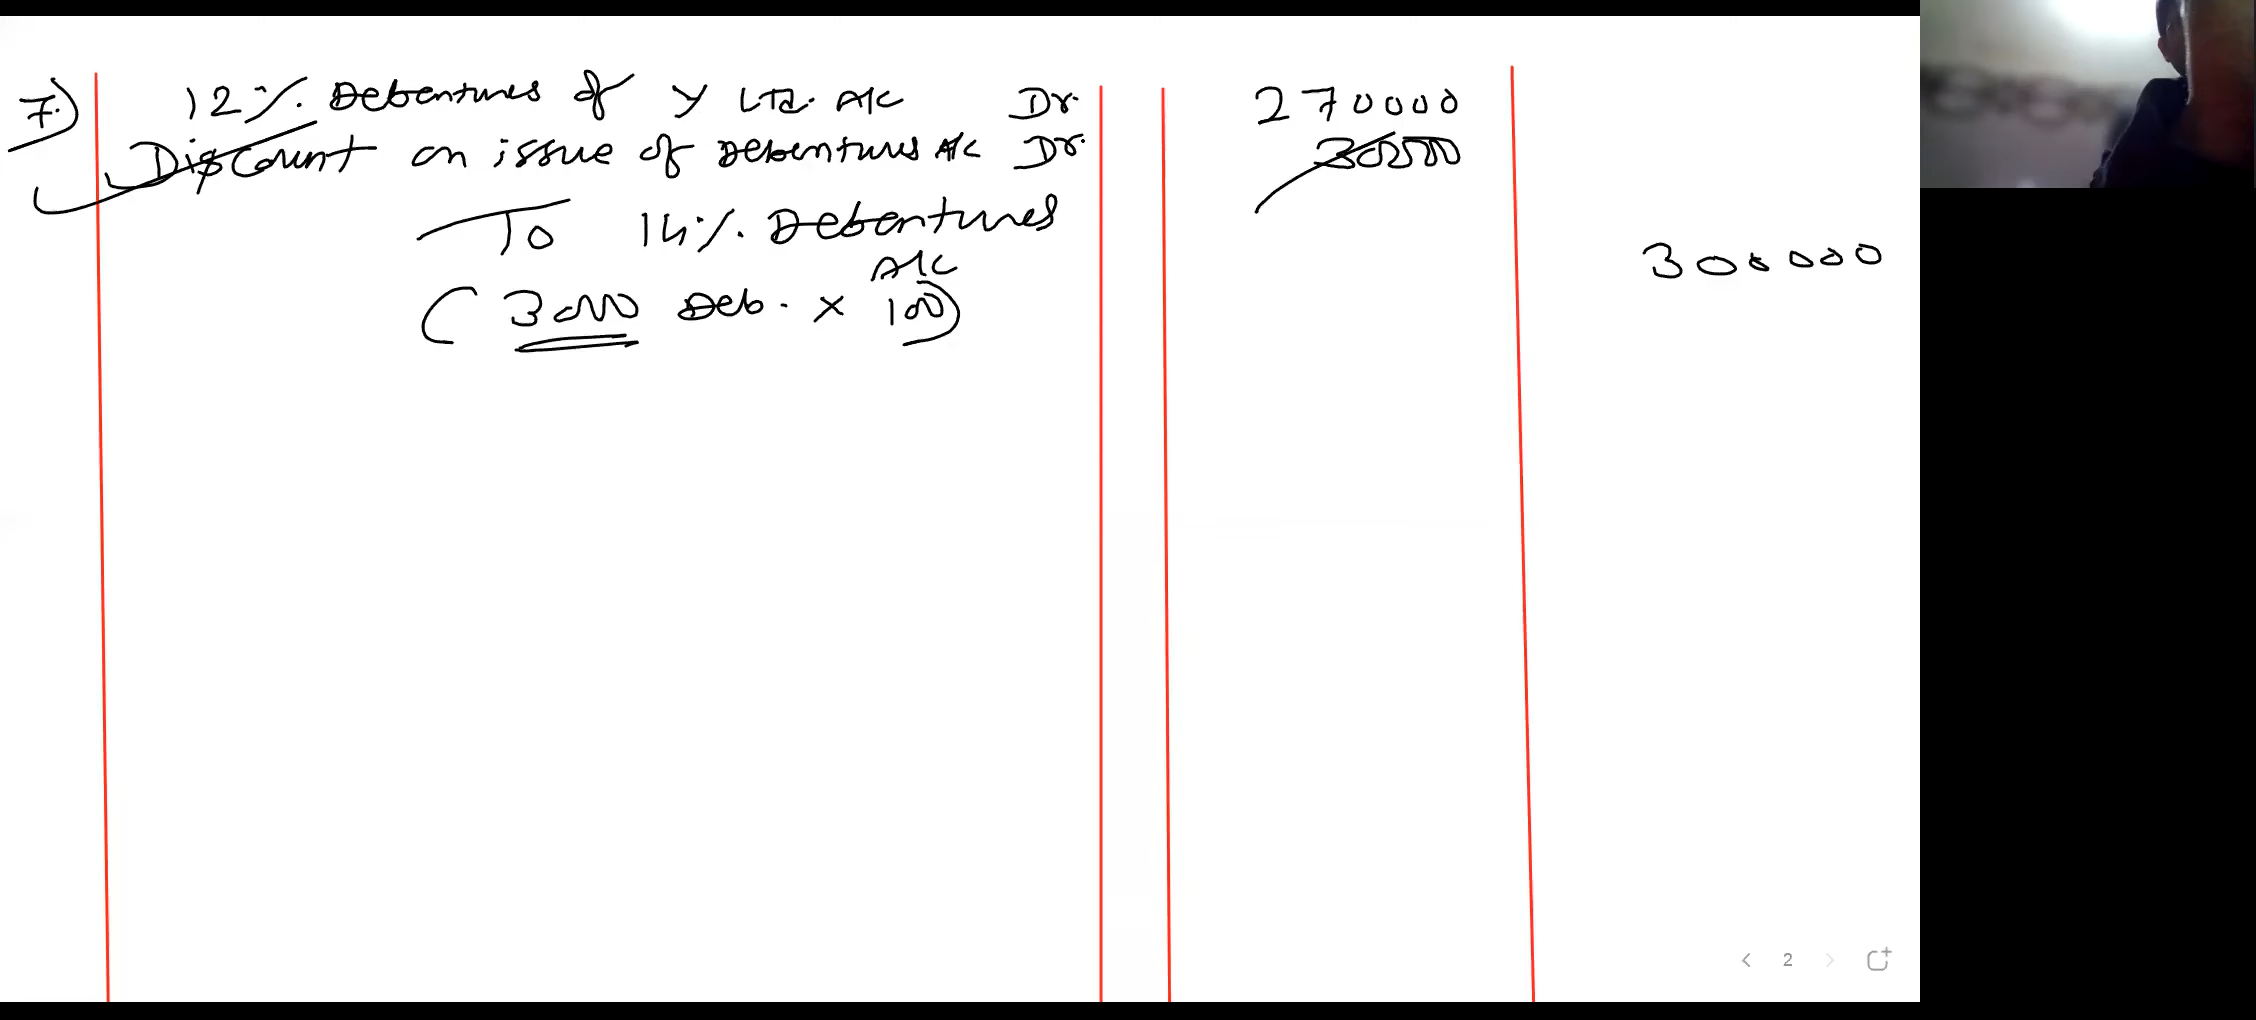 7.) 12% Debentures of Y Ltd. A/c Dr. 270000
Discount on issue of Debentures A/c Dr. 30000
To 14% Debentures
A/c 300000
(3000 Deb. × 100)
2